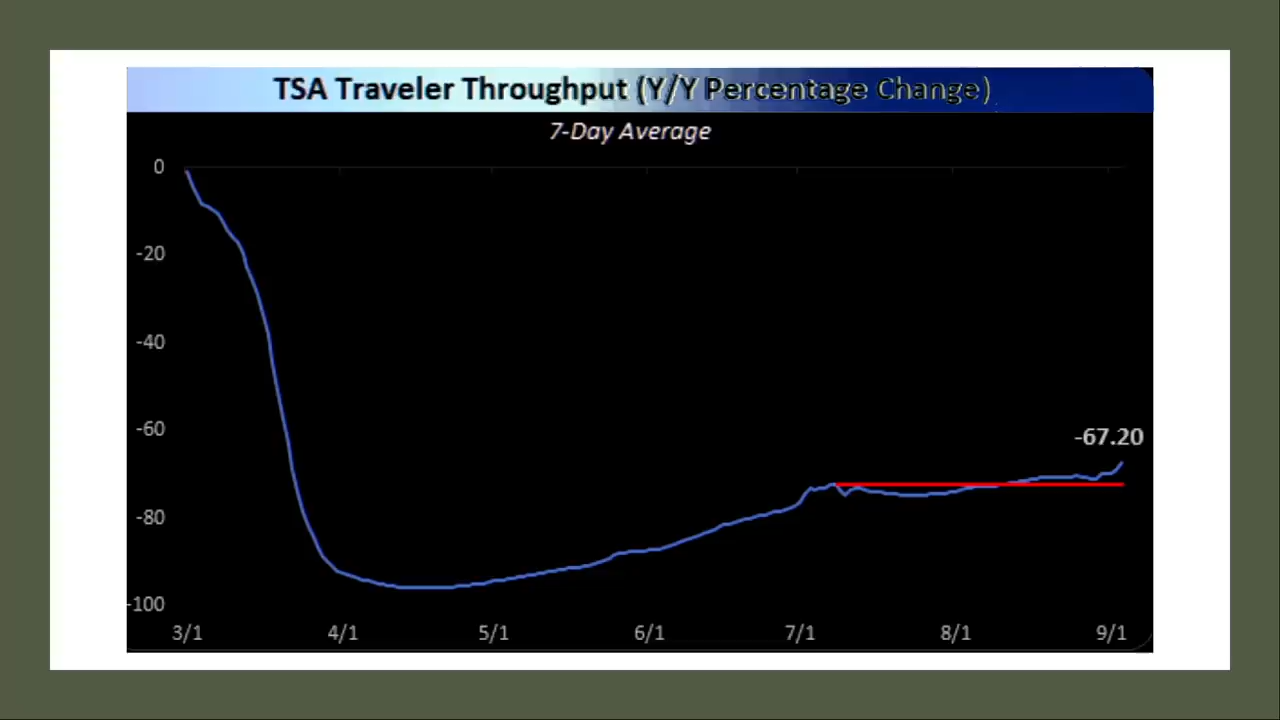 TSA Traveler Throughput (Y/Y Percentage Change)
7-Day Average
0
-20
-40
-60
-67.20
-80
-100
3/1 4/1 5/1 6/1 7/1 8/1 9/1